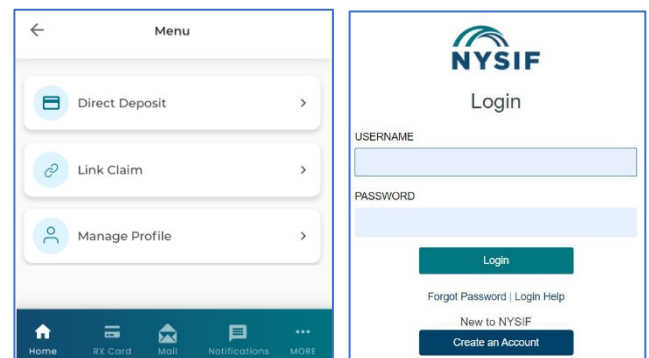 Menu
Direct Deposit
Link Claim
Manage Profile
Home RX Card Mail Notifications MORE
NYSIF
Login
USERNAME
PASSWORD
Login
Forgot Password | Login Help
New to NYSIF
Create an Account